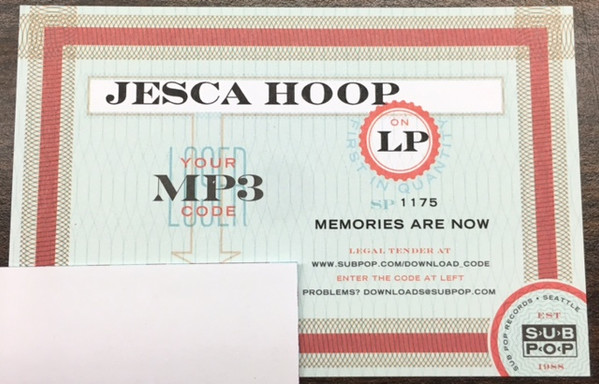 JESCA HOOP
ON
LP
FIRST IN QUANTITY
SP 1175
LOSER
YOUR
MP3
CODE
LOSER
MEMORIES ARE NOW
LEGAL TENDER AT
WWW.SUBPOP.COM/DOWNLOAD_CODE
ENTER THE CODE AT LEFT
PROBLEMS? DOWNLOADS@SUBPOP.COM
SUB POP RECORDS • SEATTLE
EST
SUB
POP
1988